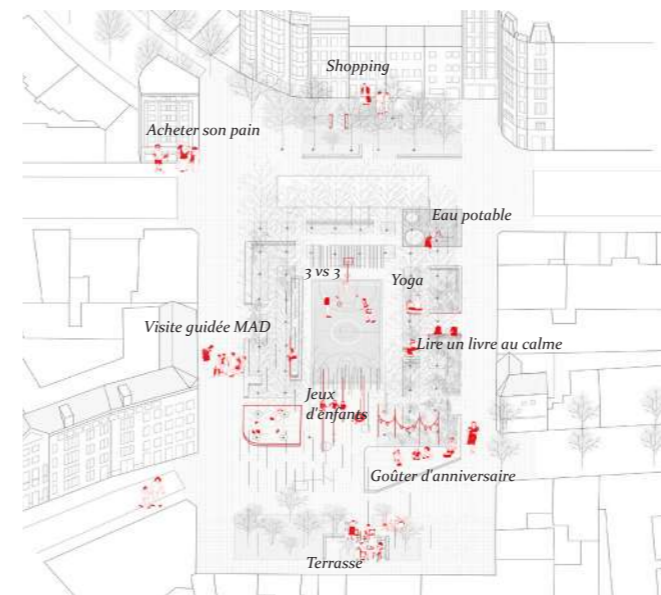 Shopping
Acheter son pain
Eau potable
3 vs 3
Yoga
Visite guidée MAD
Lire un livre au calme
Jeux
d'enfants
Goûter d'anniversaire
Terrasse